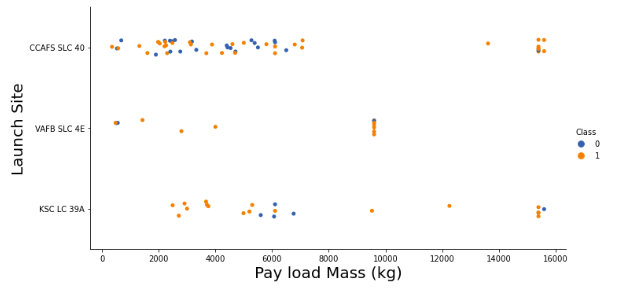 CCAFS SLC 40
VAFB SLC 4E
KSC LC 39A
Launch Site
0 2000 4000 6000 8000 10000 12000 14000 16000
Pay load Mass (kg)
Class
0
1